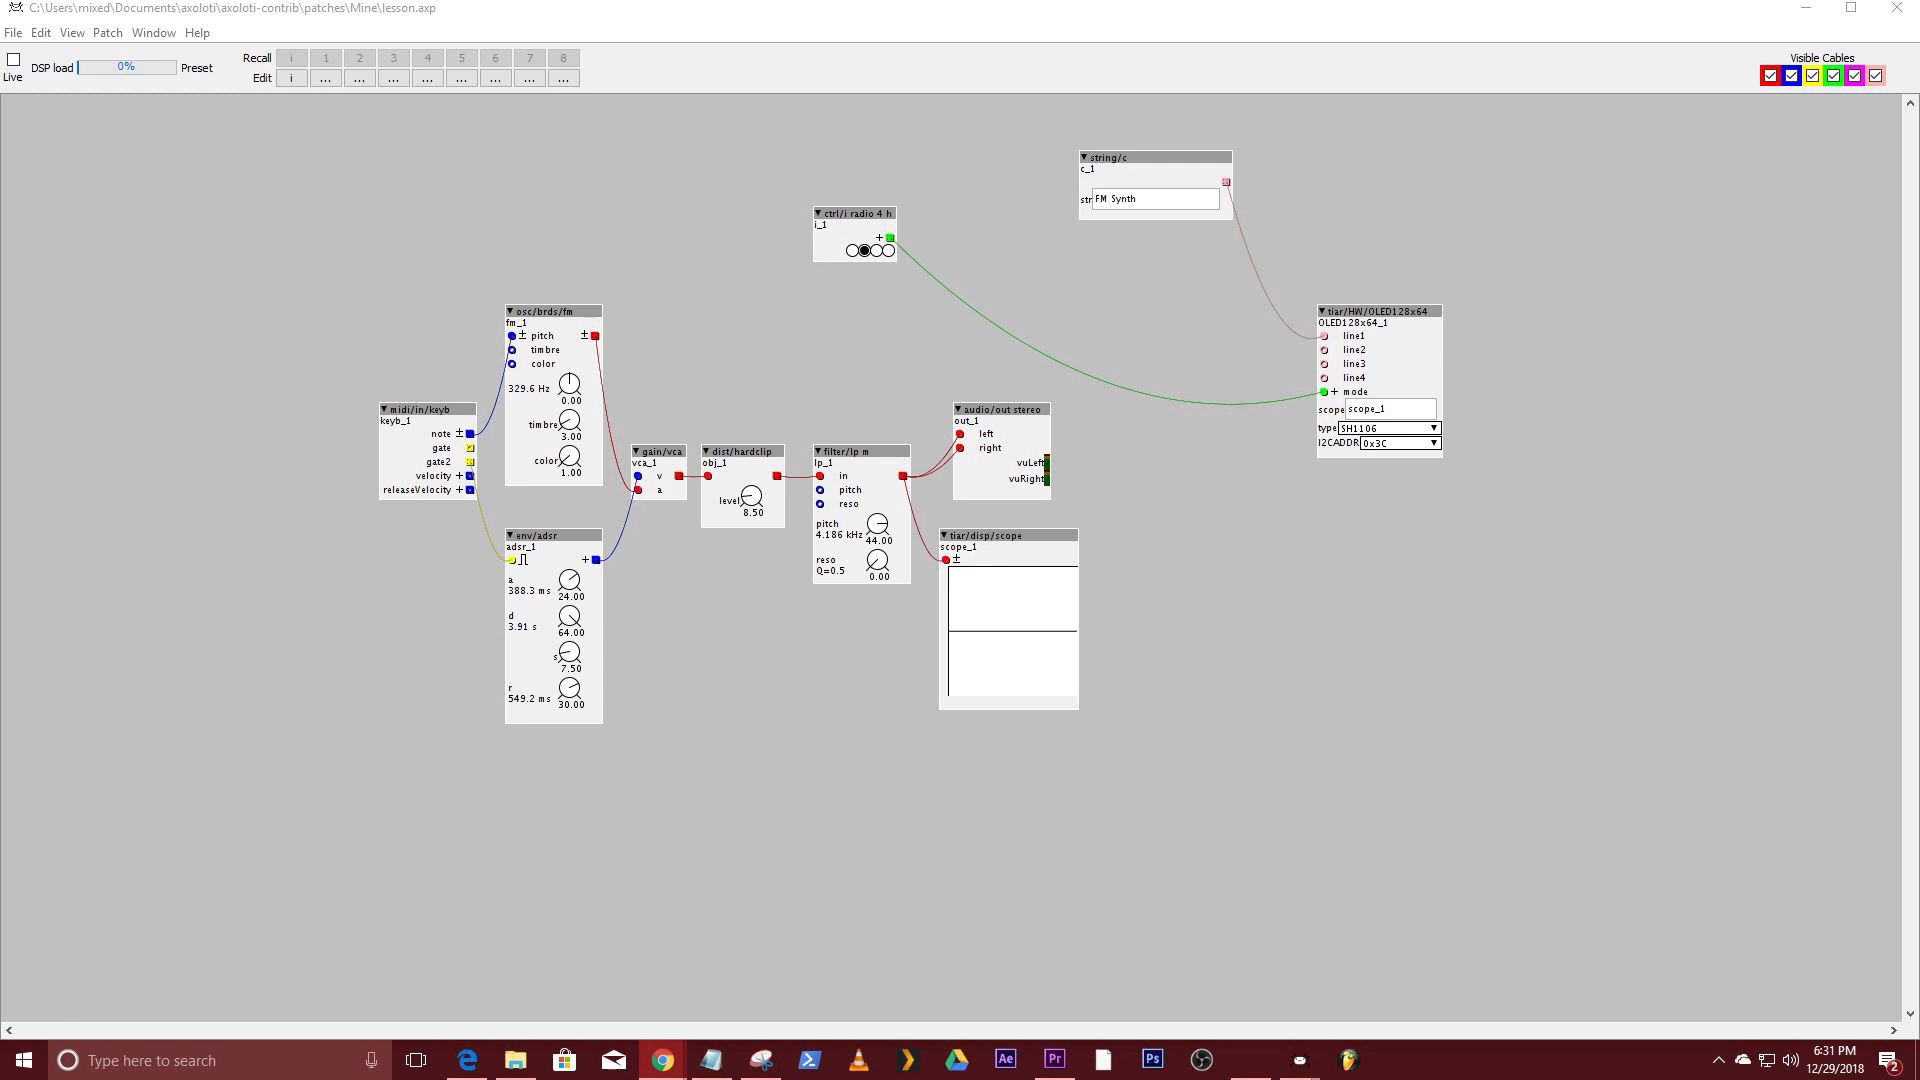 C:\Users\mixed\Documents\axoloti\axoloti-contrib\patches\Mine\lesson.axp
File Edit View Patch Window Help
Live
DSP load 0% Preset
Recall i 1 2 3 4 5 6 7 8
Edit i ... ... ... ... ... ... ... ...
Visible Cables
string/c
c_1
str FM Synth
ctrl/i radio 4 h
i_1
+
osc/brds/fm
fm_1
± pitch ±
timbre
color
329.6 Hz
0.00
timbre
3.00
color
1.00
tiar/HW/OLED128x64
OLED128x64_1
line1
line2
line3
line4
+ mode
scope scope_1
type SH1106
I2CADDR 0x3C
midi/in/keyb
keyb_1
note ±
gate
gate2
velocity +
releaseVelocity +
gain/vca
vca_1
v
a
dist/hardclip
obj_1
level
8.50
filter/lp m
lp_1
in
pitch
reso
pitch
4.186 kHz
44.00
reso
Q=0.5
0.00
audio/out stereo
out_1
left
right
vuLeft
vuRight
env/adsr
adsr_1
+
a
388.3 ms
24.00
d
3.91 s
64.00
s
7.50
r
549.2 ms
30.00
tiar/disp/scope
scope_1
±
Type here to search
Ae
Pr
Ps
6:31 PM
12/29/2018
2